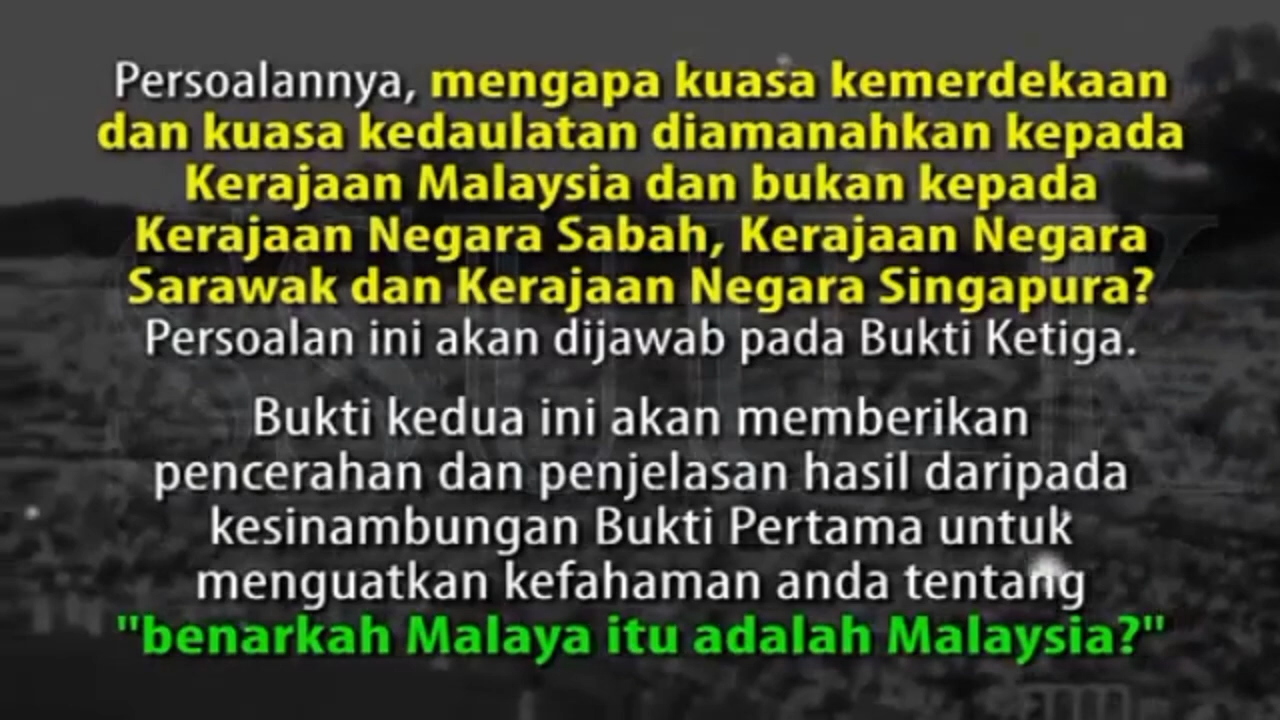 Persoalannya, mengapa kuasa kemerdekaan
dan kuasa kedaulatan diamanahkan kepada
Kerajaan Malaysia dan bukan kepada
Kerajaan Negara Sabah, Kerajaan Negara
Sarawak dan Kerajaan Negara Singapura?
Persoalan ini akan dijawab pada Bukti Ketiga.
Bukti kedua ini akan memberikan
pencerahan dan penjelasan hasil daripada
kesinambungan Bukti Pertama untuk
menguatkan kefahaman anda tentang
"benarkah Malaya itu adalah Malaysia?"